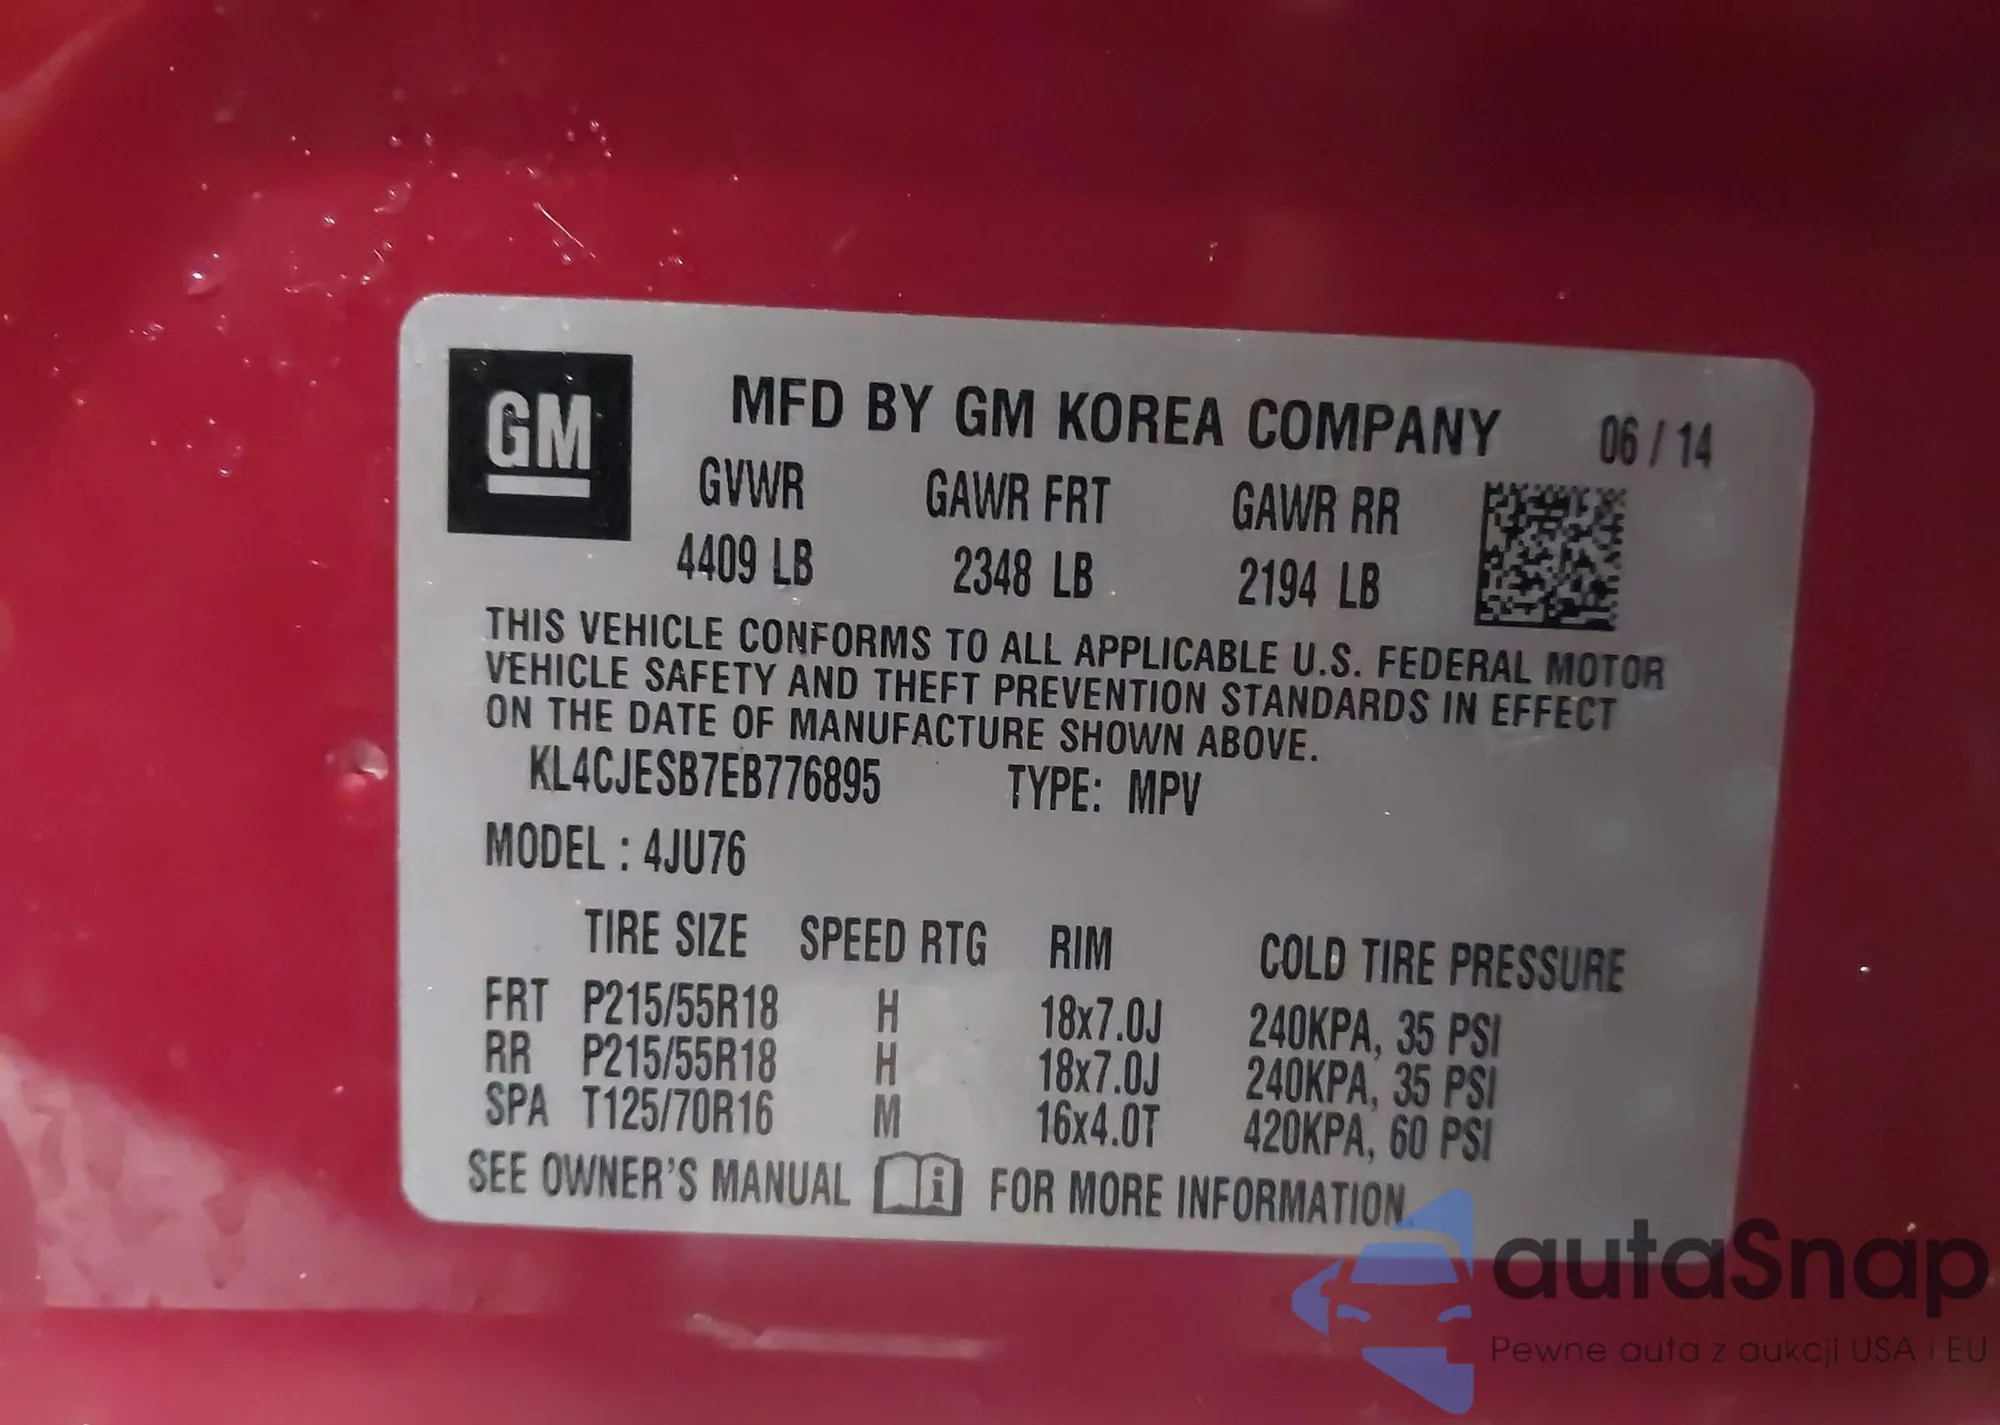 GM
MFD BY GM KOREA COMPANY 06 / 14
GVWR GAWR FRT GAWR RR
4409 LB 2348 LB 2194 LB
THIS VEHICLE CONFORMS TO ALL APPLICABLE U.S. FEDERAL MOTOR
VEHICLE SAFETY AND THEFT PREVENTION STANDARDS IN EFFECT
ON THE DATE OF MANUFACTURE SHOWN ABOVE.
KL4CJESB7EB776895 TYPE: MPV
MODEL : 4JU76
TIRE SIZE SPEED RTG RIM COLD TIRE PRESSURE
FRT P215/55R18 H 18x7.0J 240KPA, 35 PSI
RR P215/55R18 H 18x7.0J 240KPA, 35 PSI
SPA T125/70R16 M 16x4.0T 420KPA, 60 PSI
SEE OWNER'S MANUAL i FOR MORE INFORMATION.
autaSnap
Pewne auta z aukcji USA i EU